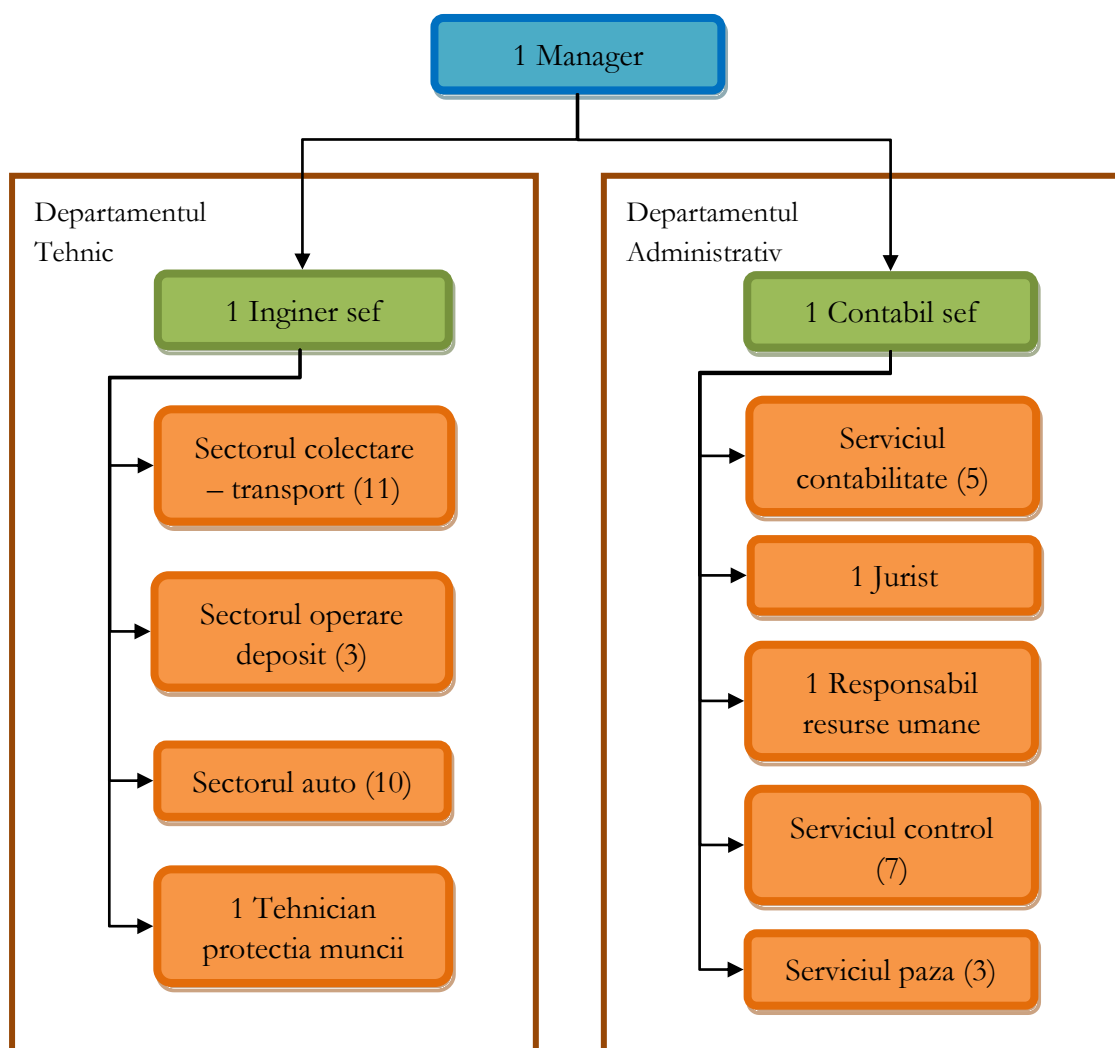 1 Manager
Departamentul
Tehnic
1 Inginer sef
Sectorul colectare
– transport (11)
Sectorul operare
deposit (3)
Sectorul auto (10)
1 Tehnician
protectia muncii
Departamentul
Administrativ
1 Contabil sef
Serviciul
contabilitate (5)
1 Jurist
1 Responsabil
resurse umane
Serviciul control
(7)
Serviciul paza (3)